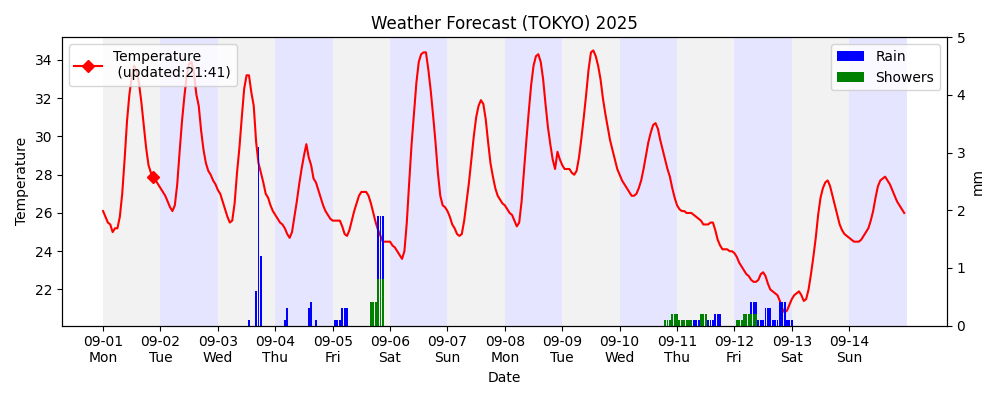 Weather Forecast (TOKYO) 2025
Temperature
(updated:21:41)
Rain
Showers
Temperature
34
32
30
28
26
24
22
5
4
3
2
1
0
mm
09-01 09-02 09-03 09-04 09-05 09-06 09-07 09-08 09-09 09-10 09-11 09-12 09-13 09-14
Mon Tue Wed Thu Fri Sat Sun Mon Tue Wed Thu Fri Sat Sun
Date